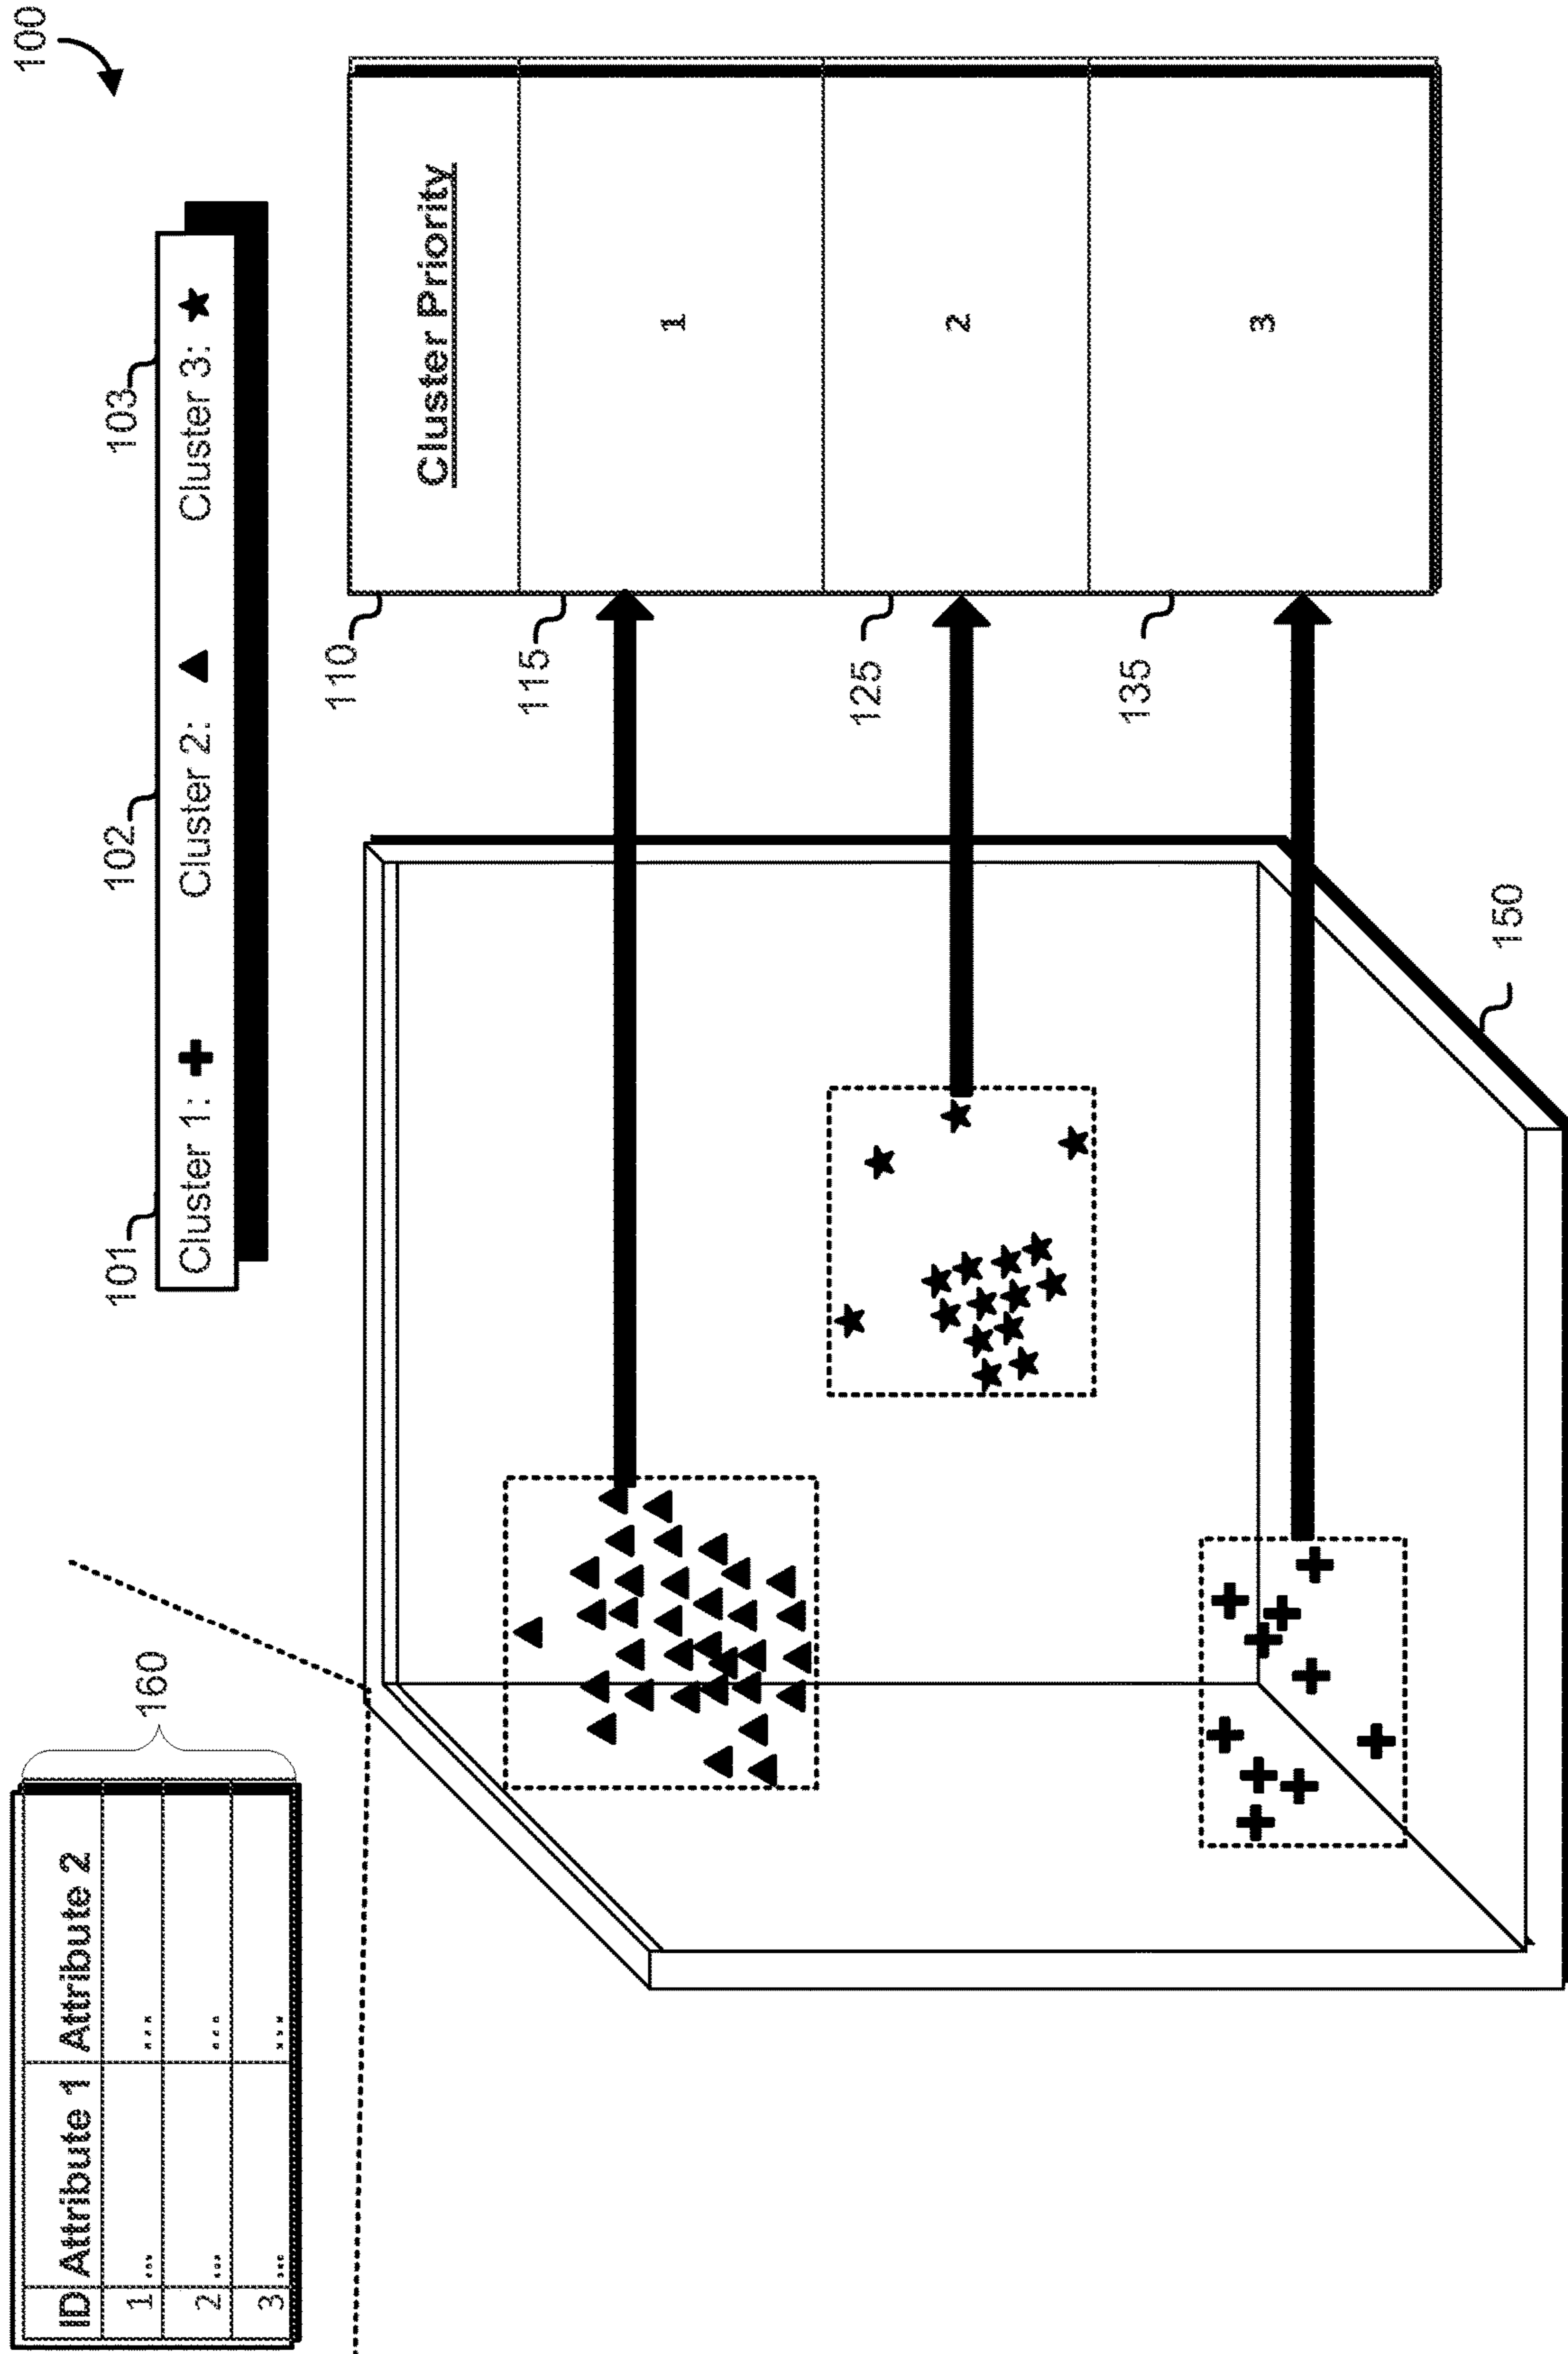 100
101
102
103
Cluster 1:
Cluster 2:
Cluster 3:
160
ID Attribute 1 Attribute 2
1 ... ...
2 ... ...
3 ... ...
110
Cluster Priority
115
1
125
2
135
3
150